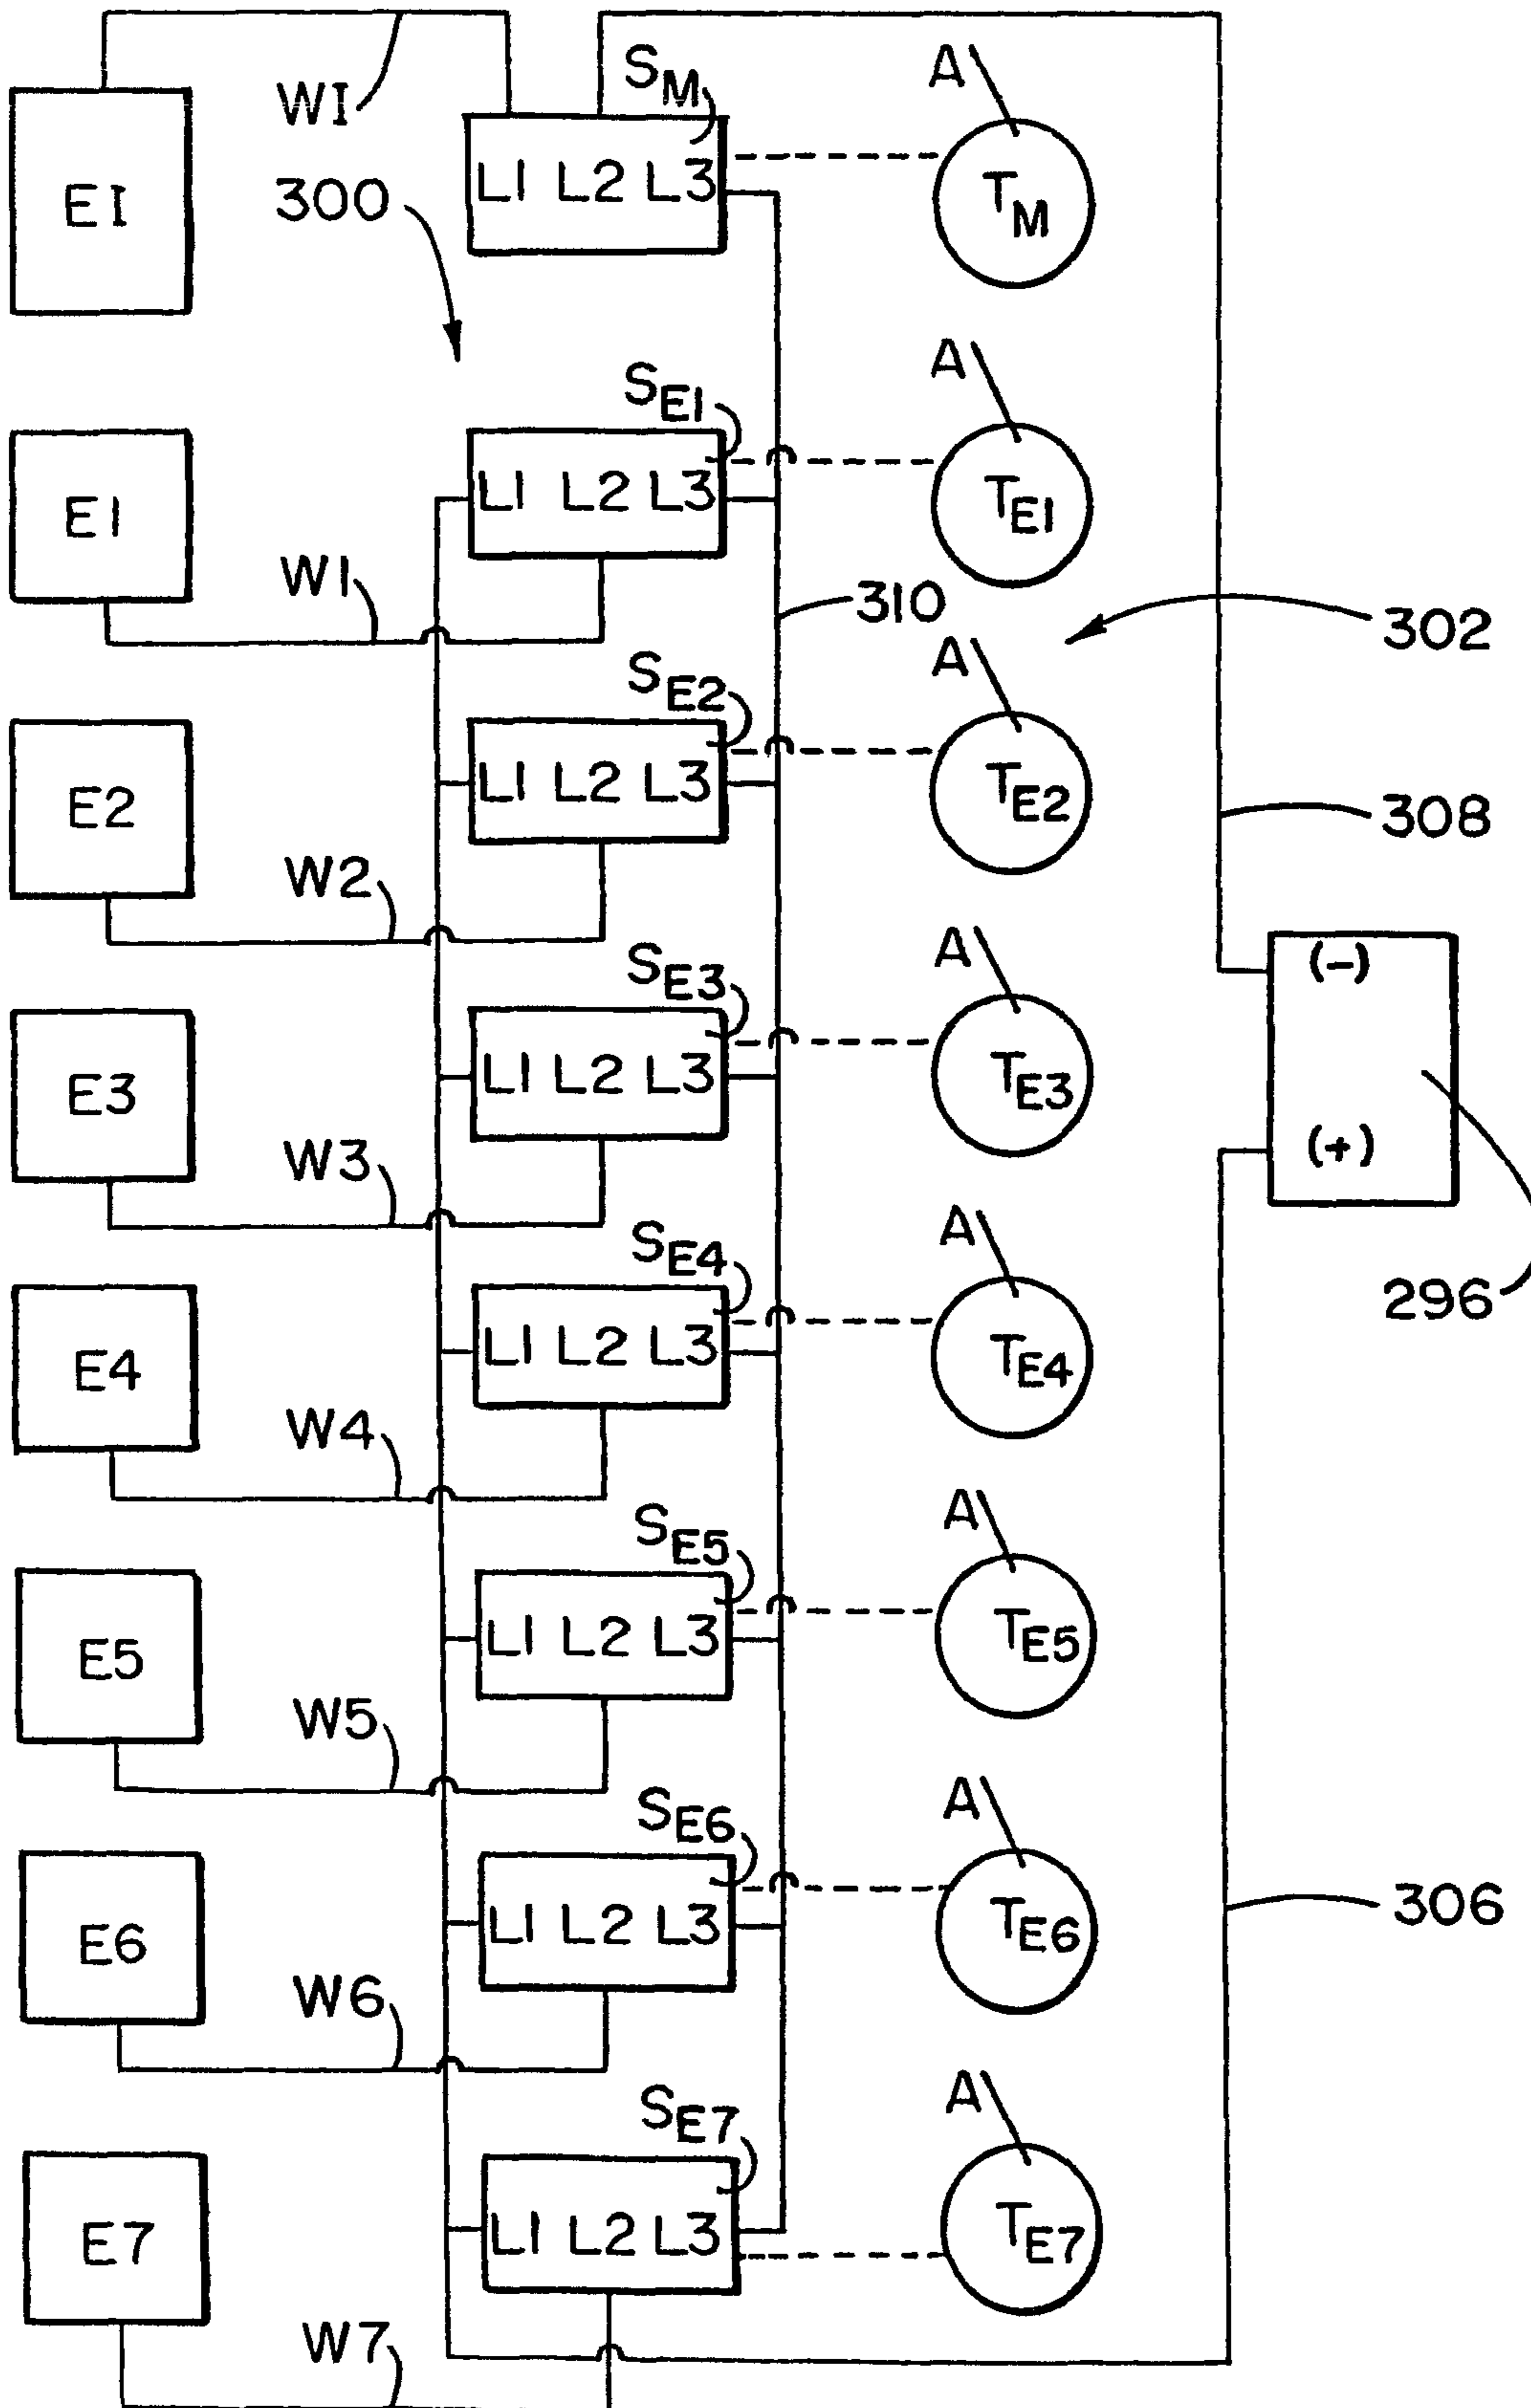 WI
S_M
A
EI
300
L1 L2 L3
T_M
S_E1
A
E1
L1 L2 L3
T_E1
W1
310
302
S_E2
A
E2
L1 L2 L3
T_E2
308
W2
S_E3
A
(-)
E3
L1 L2 L3
T_E3
(+)
W3
S_E4
A
296
E4
L1 L2 L3
T_E4
W4
S_E5
A
E5
L1 L2 L3
T_E5
W5
S_E6
A
306
E6
L1 L2 L3
T_E6
W6
S_E7
A
E7
L1 L2 L3
T_E7
W7